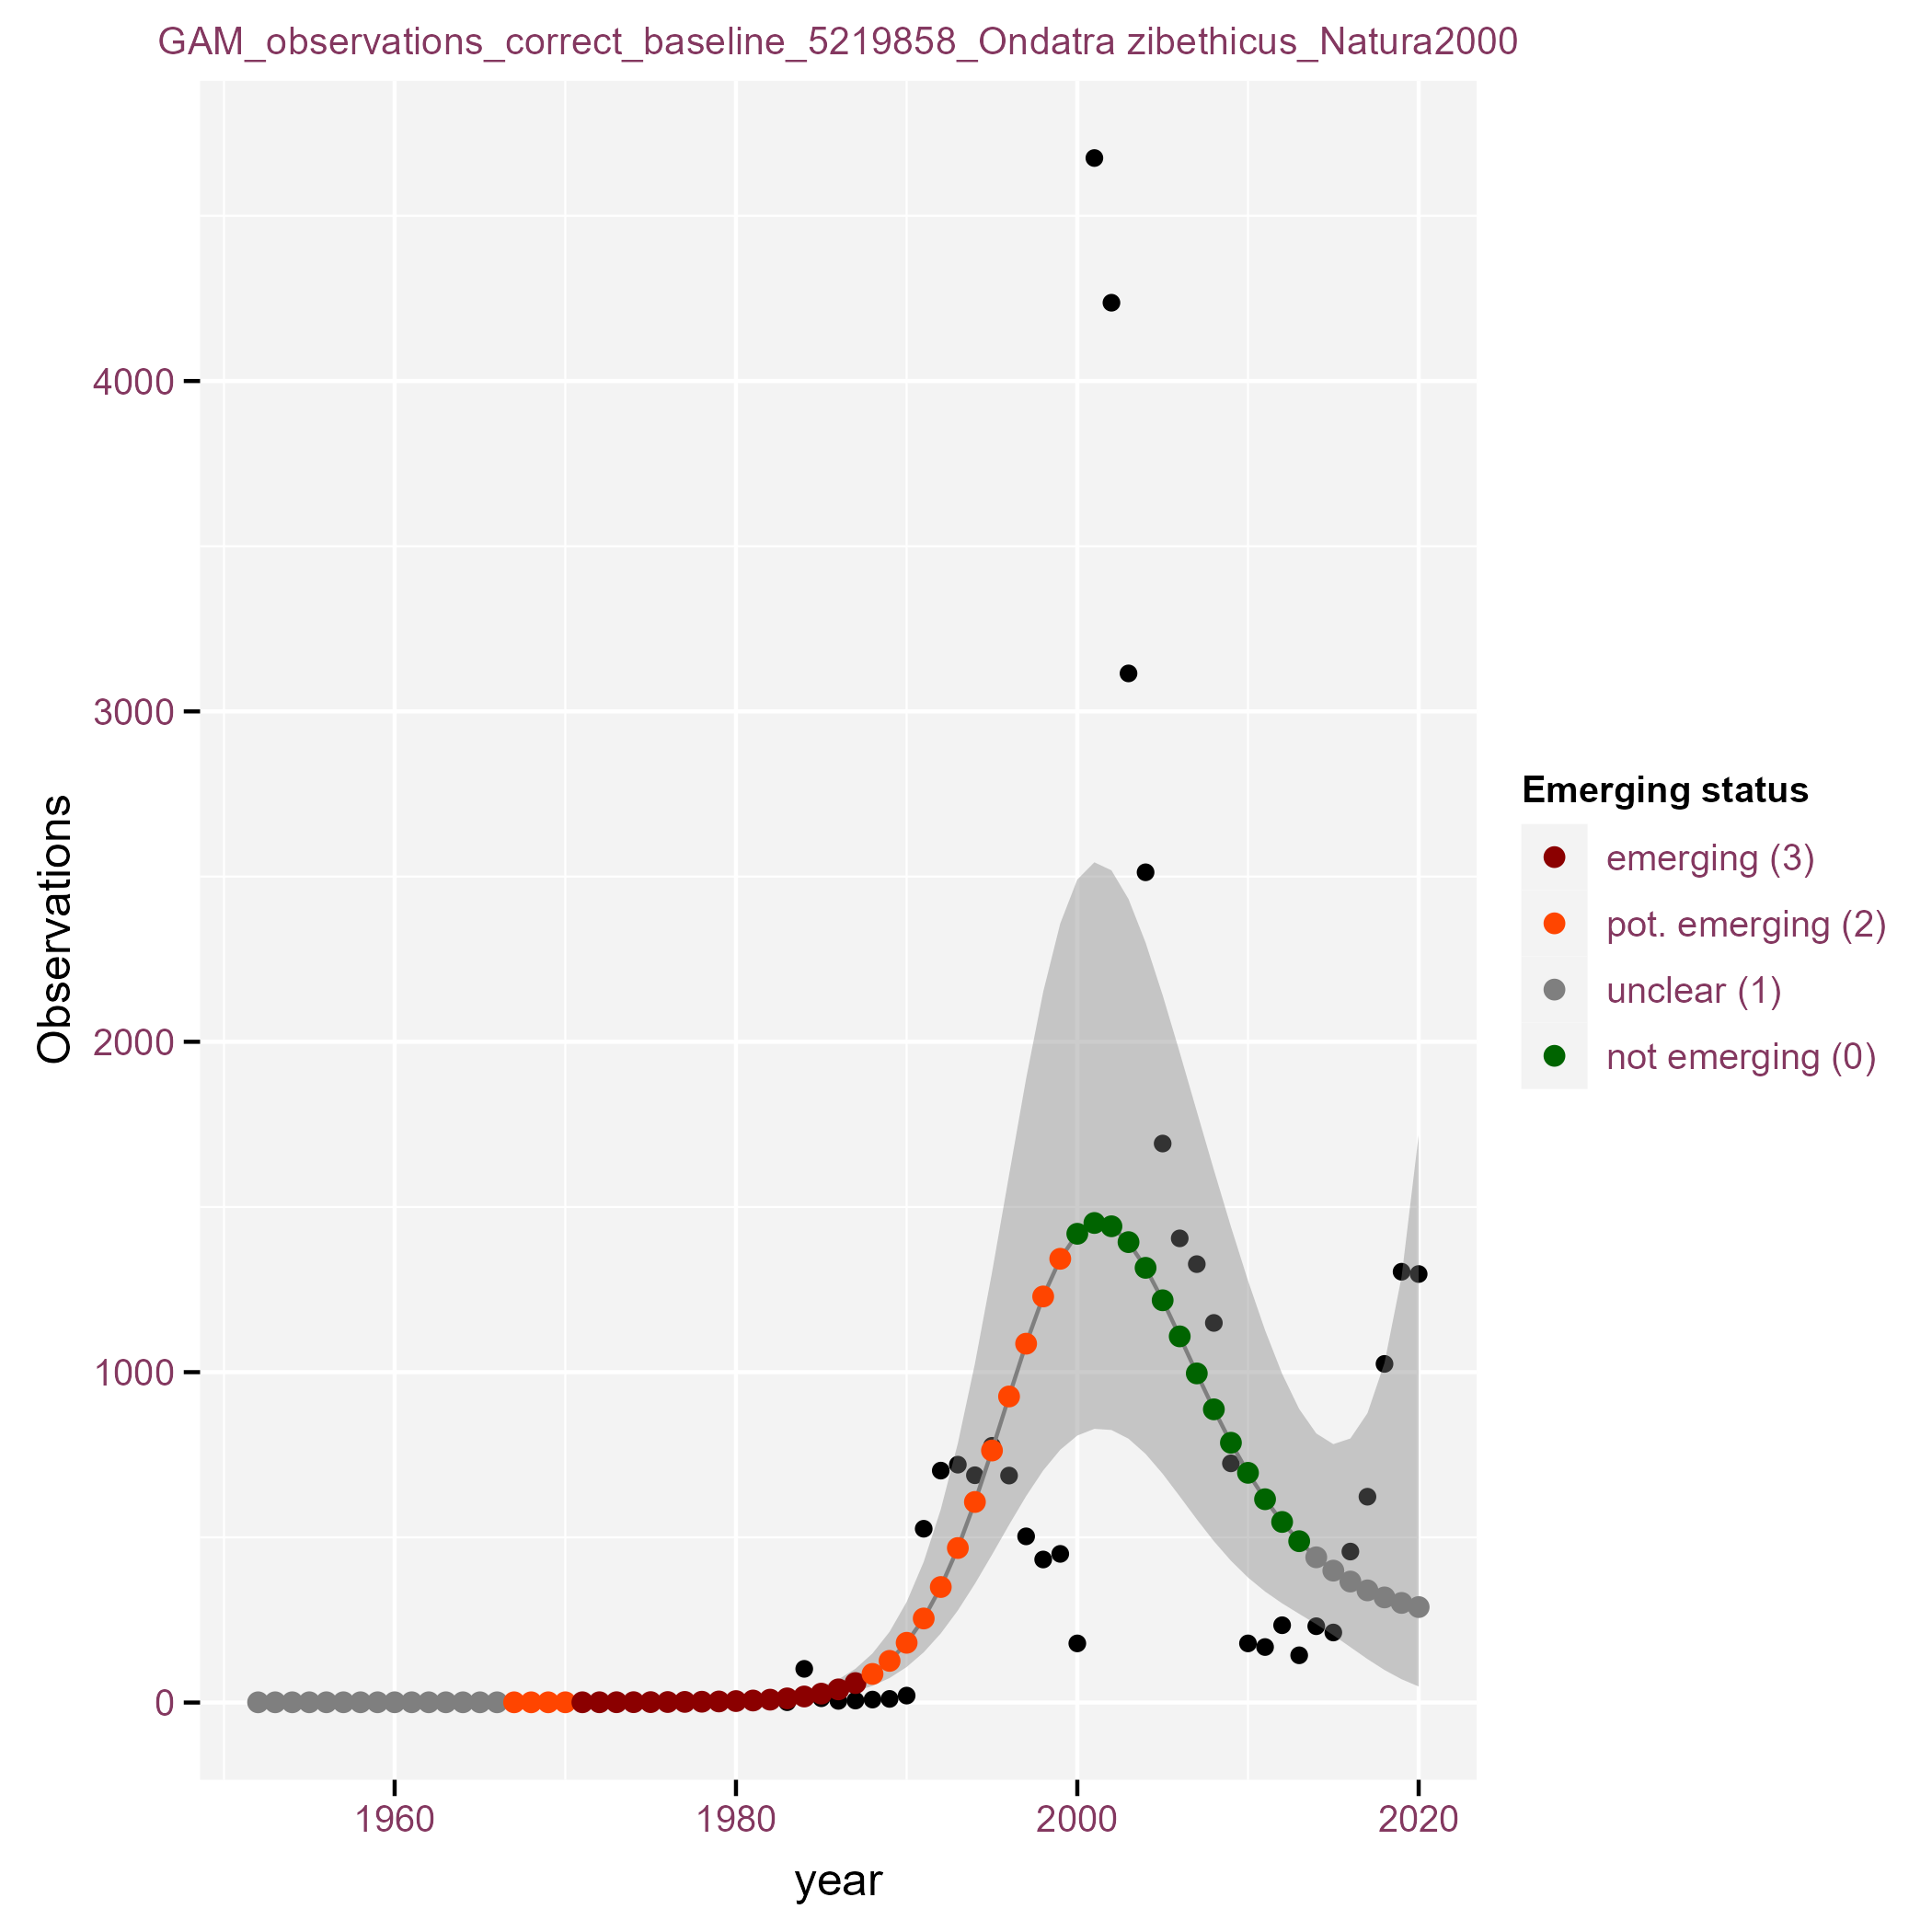 GAM_observations_correct_baseline_5219858_Ondatra zibethicus_Natura2000
Observations
4000
3000
2000
1000
0
1960 1980 2000 2020
year
Emerging status
emerging (3)
pot. emerging (2)
unclear (1)
not emerging (0)